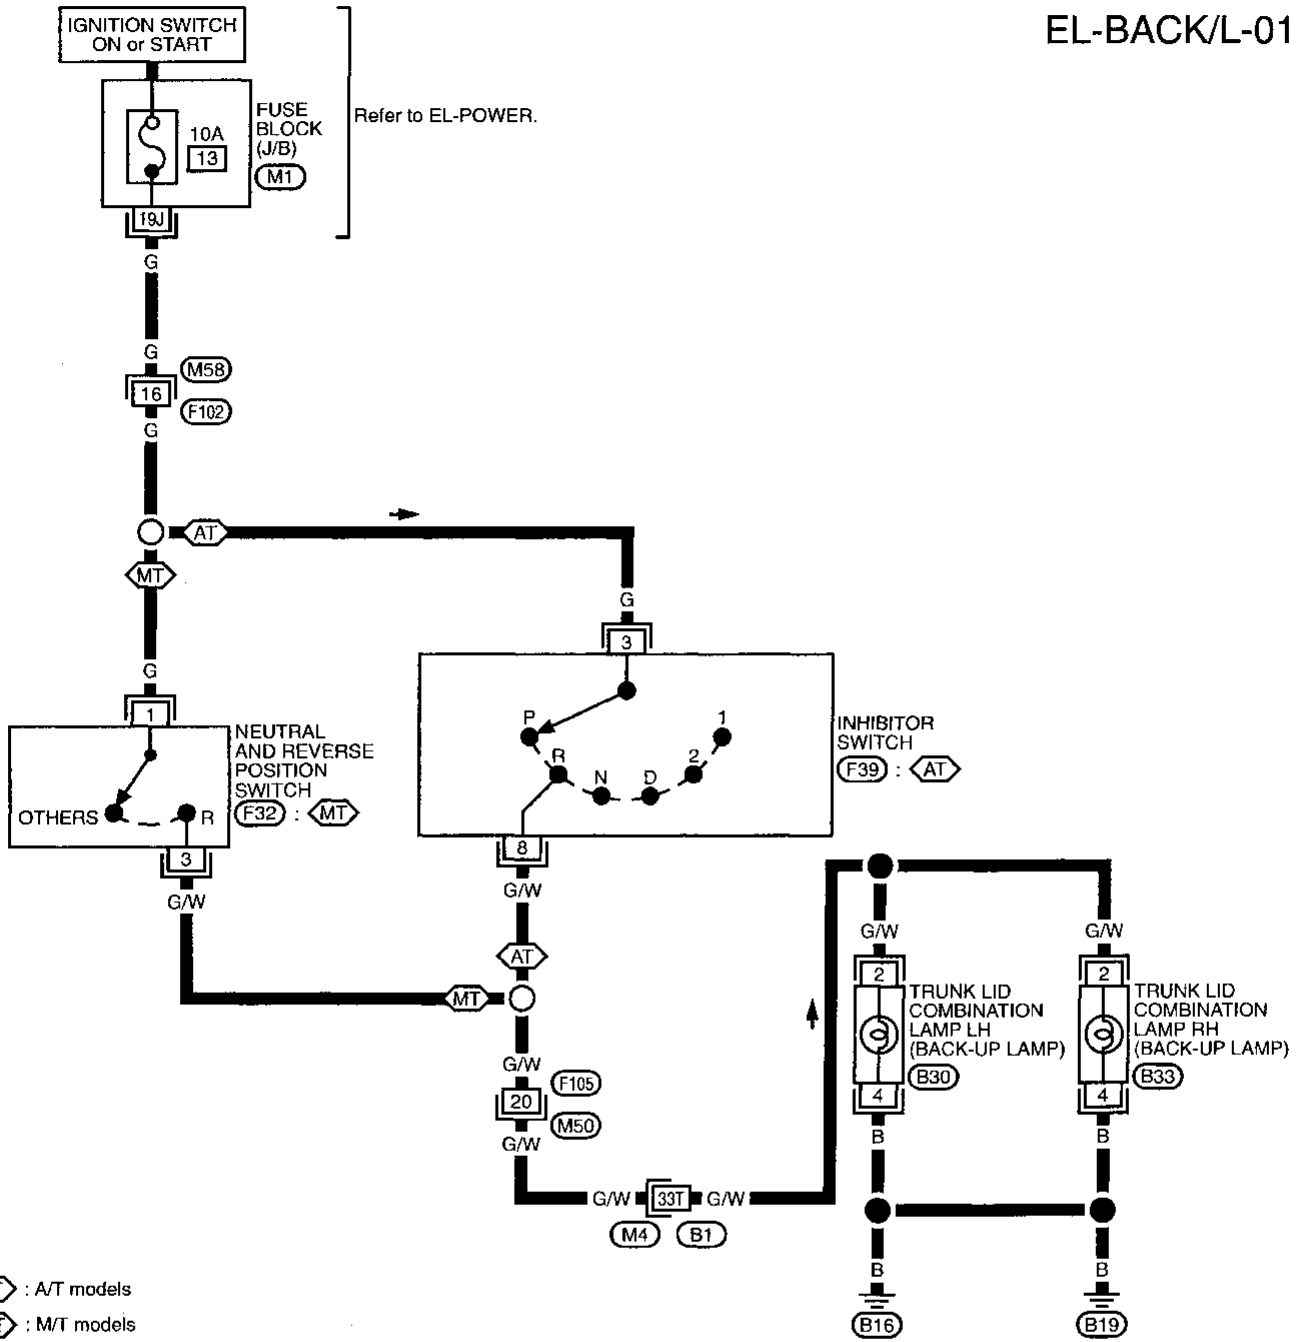 EL-BACK/L-01
IGNITION SWITCH
ON or START
FUSE
BLOCK
(J/B)
M1
10A
13
Refer to EL-POWER.
19J
G
G
M58
16
F102
G
AT
MT
G
G
3
1
NEUTRAL
AND REVERSE
POSITION
SWITCH
F32 : MT
OTHERS
R
3
G/W
P
R
N
D
2
1
INHIBITOR
SWITCH
F39 : AT
8
G/W
AT
MT
G/W
F105
20
M50
G/W
G/W
33T
G/W
M4
B1
G/W
G/W
2
2
TRUNK LID
COMBINATION
LAMP LH
(BACK-UP LAMP)
B30
TRUNK LID
COMBINATION
LAMP RH
(BACK-UP LAMP)
B33
4
4
B
B
B
B
B16
B19
: A/T models
: M/T models